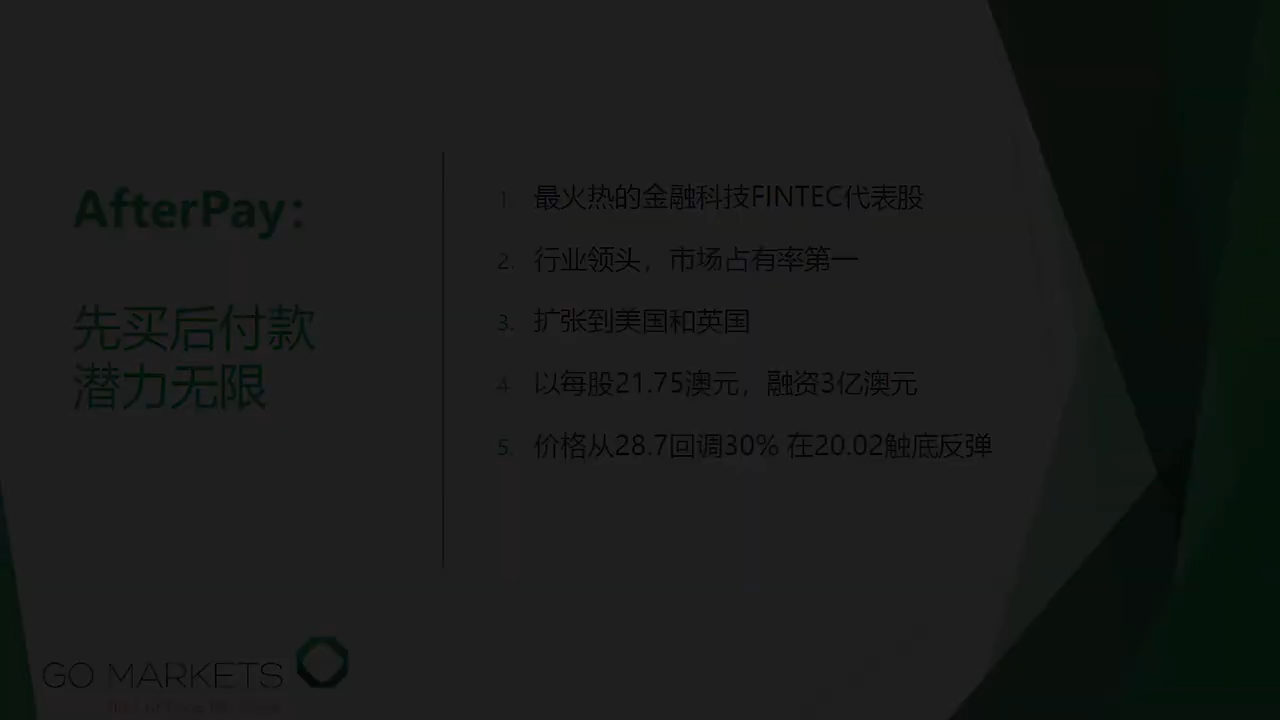 AfterPay:
先买后付款
潜力无限
1. 最火热的金融科技FINTEC代表股
2. 行业领头，市场占有率第一
3. 扩张到美国和英国
4. 以每股21.75澳元，融资3亿澳元
5. 价格从28.7回调30% 在20.02触底反弹
GO MARKETS